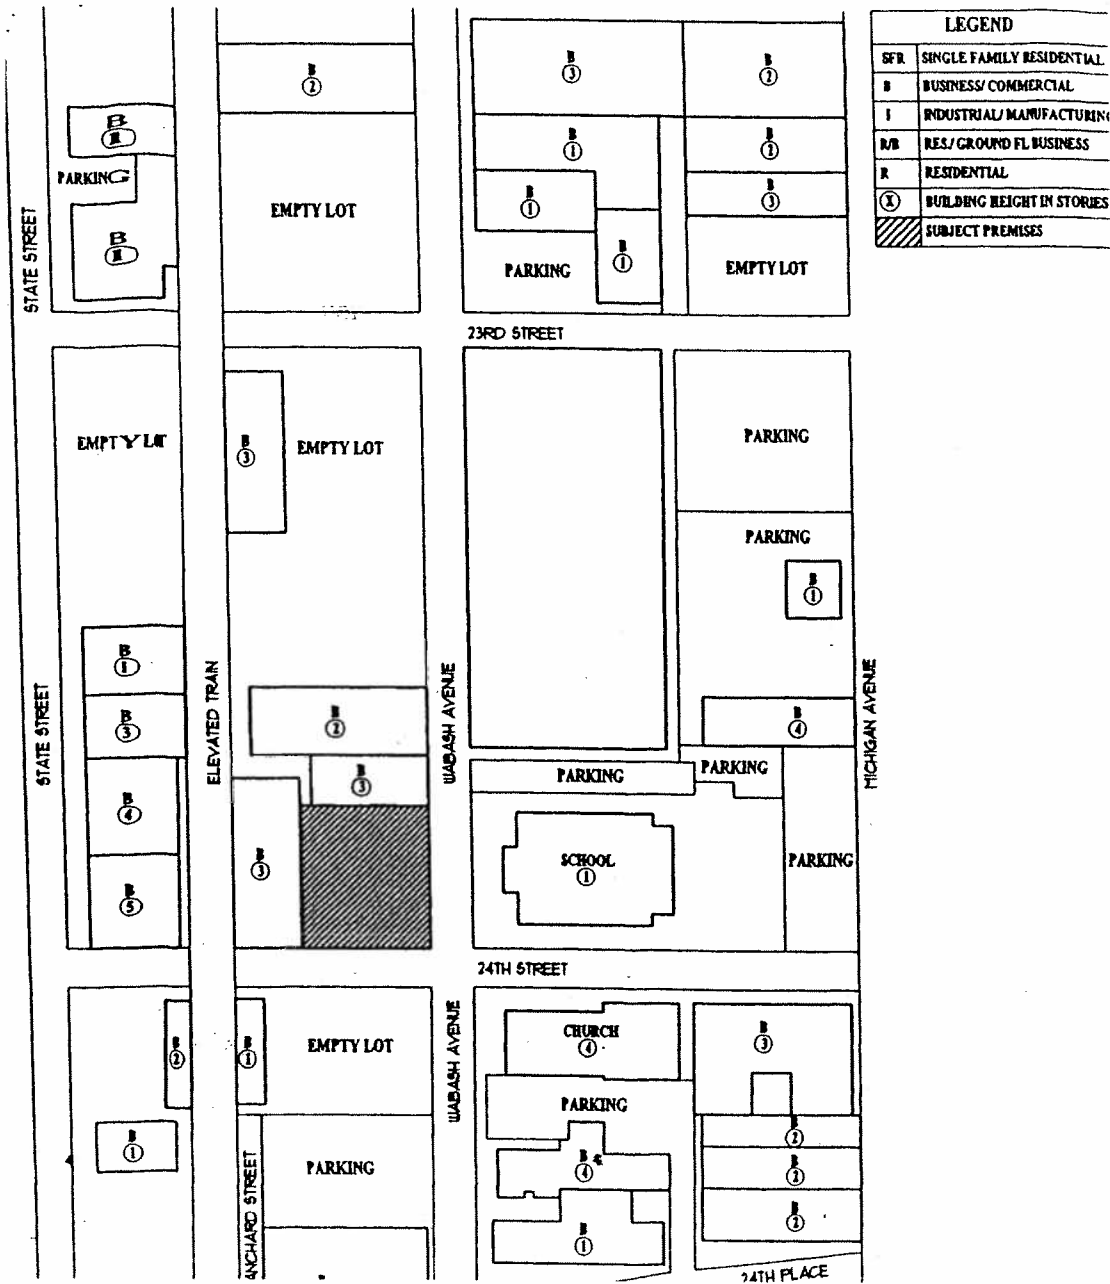 LEGEND
SFR SINGLE FAMILY RESIDENTIAL
B BUSINESS/ COMMERCIAL
I INDUSTRIAL/ MANUFACTURING
R/B RES./ GROUND FL BUSINESS
R RESIDENTIAL
X BUILDING HEIGHT IN STORIES
SUBJECT PREMISES
B
2
B
3
B
2
B
PARKING
B
STATE STREET
EMPTY LOT
B
1
B
2
B
1
B
3
B
1
PARKING
EMPTY LOT
23RD STREET
EMPTY LOT
B
3
EMPTY LOT
PARKING
PARKING
B
1
B
1
B
3
B
4
B
5
STATE STREET
ELEVATED TRAIN
B
2
B
3
3
WABASH AVENUE
B
4
PARKING
PARKING
SCHOOL
1
PARKING
MICHIGAN AVENUE
24TH STREET
B
2
B
1
EMPTY LOT
WABASH AVENUE
CHURCH
4
B
3
PARKING
B
1
ANCHARD STREET
PARKING
B
4
B
2
B
2
B
2
B
1
24TH PLACE